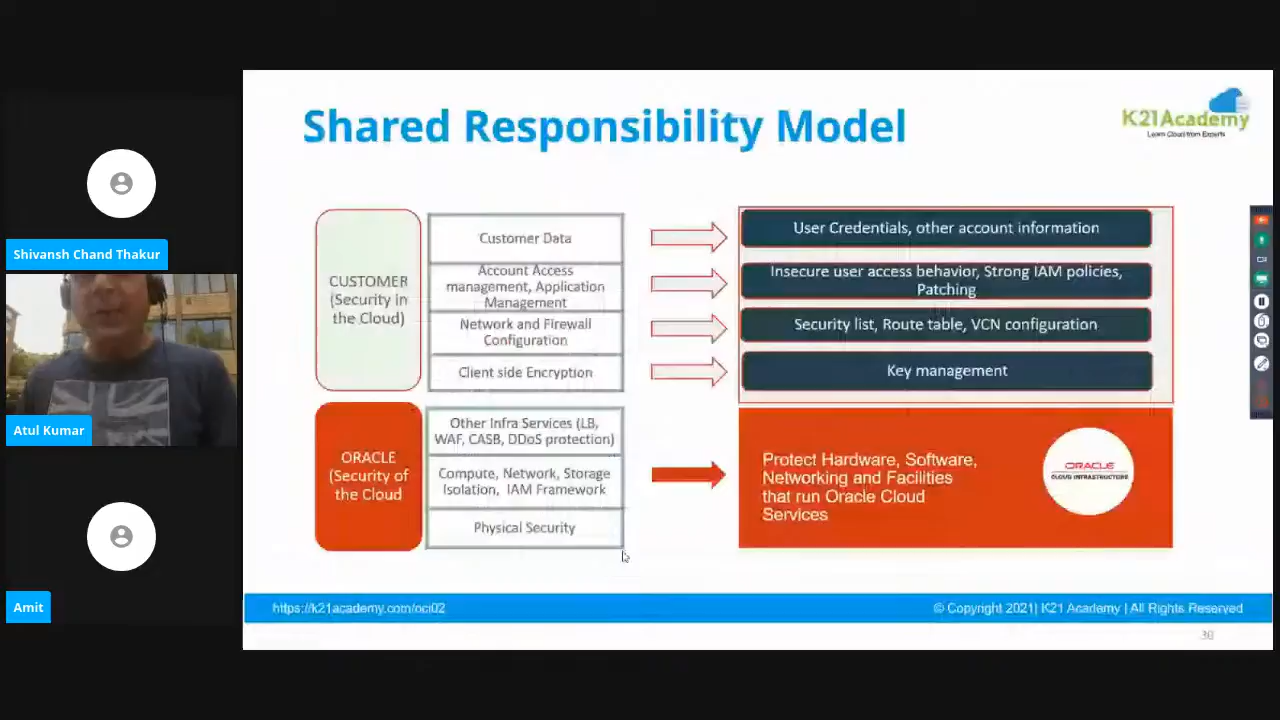 Shared Responsibility Model
K21Academy
Learn Cloud from Experts
Shivansh Chand Thakur
Atul Kumar
Amit
CUSTOMER
(Security in
the Cloud)
Customer Data
Account Access
management, Application
Management
Network and Firewall
Configuration
Client side Encryption
User Credentials, other account information
Insecure user access behavior, Strong IAM policies,
Patching
Security list, Route table, VCN configuration
Key management
ORACLE
(Security of
the Cloud
Other Infra Services (LB,
WAF, CASB, DDoS protection)
Compute, Network, Storage
Isolation, IAM Framework
Physical Security
Protect Hardware, Software,
Networking and Facilities
that run Oracle Cloud
Services
ORACLE
CLOUD INFRASTRUCTURE
https://k21academy.com/oci02
© Copyright 2021| K21 Academy | All Rights Reserved
30